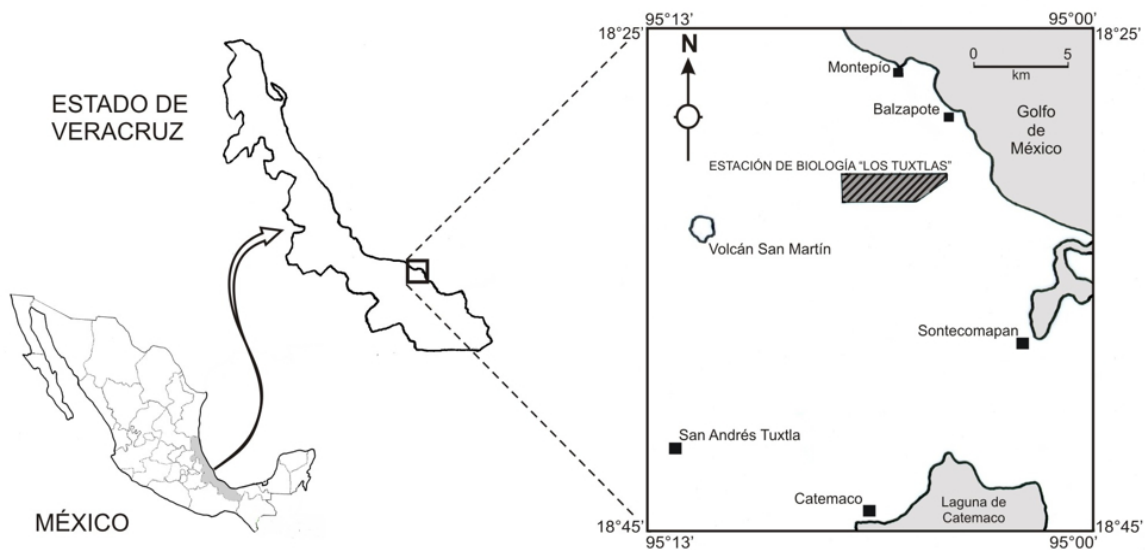 ESTADO DE
VERACRUZ
MÉXICO
95°13’
95°00’
18°25’
18°25’
N
Montepío
0
5
km
Balzapote
Golfo
de
México
ESTACIÓN DE BIOLOGÍA “LOS TUXTLAS”
Volcán San Martín
Sontecomapan
San Andrés Tuxtla
Catemaco
Laguna de
Catemaco
18°45’
18°45’
95°13’
95°00’